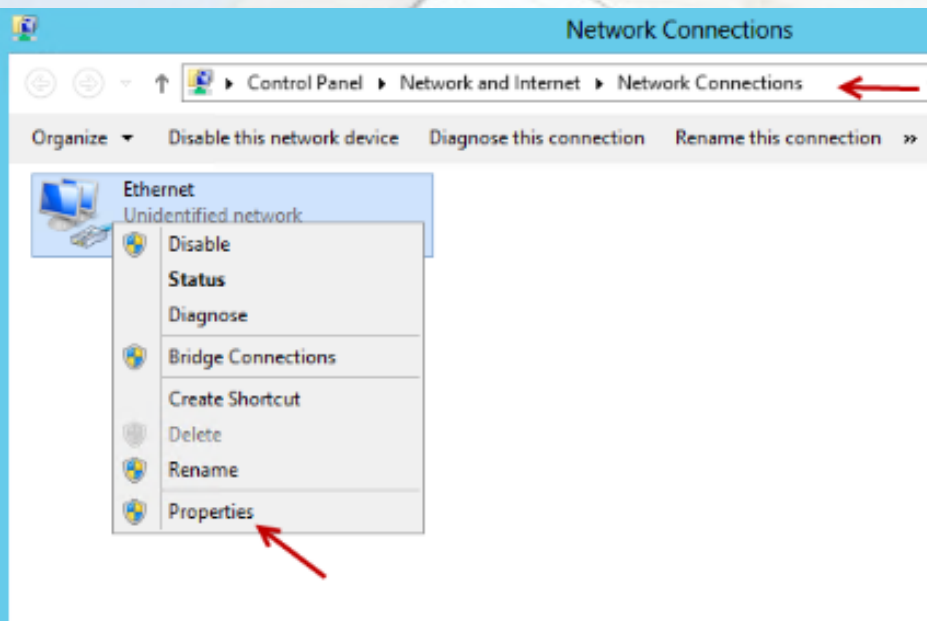 Network Connections
Control Panel Network and Internet Network Connections
Organize Disable this network device Diagnose this connection Rename this connection »
Ethernet
Unidentified network
Disable
Status
Diagnose
Bridge Connections
Create Shortcut
Delete
Rename
Properties